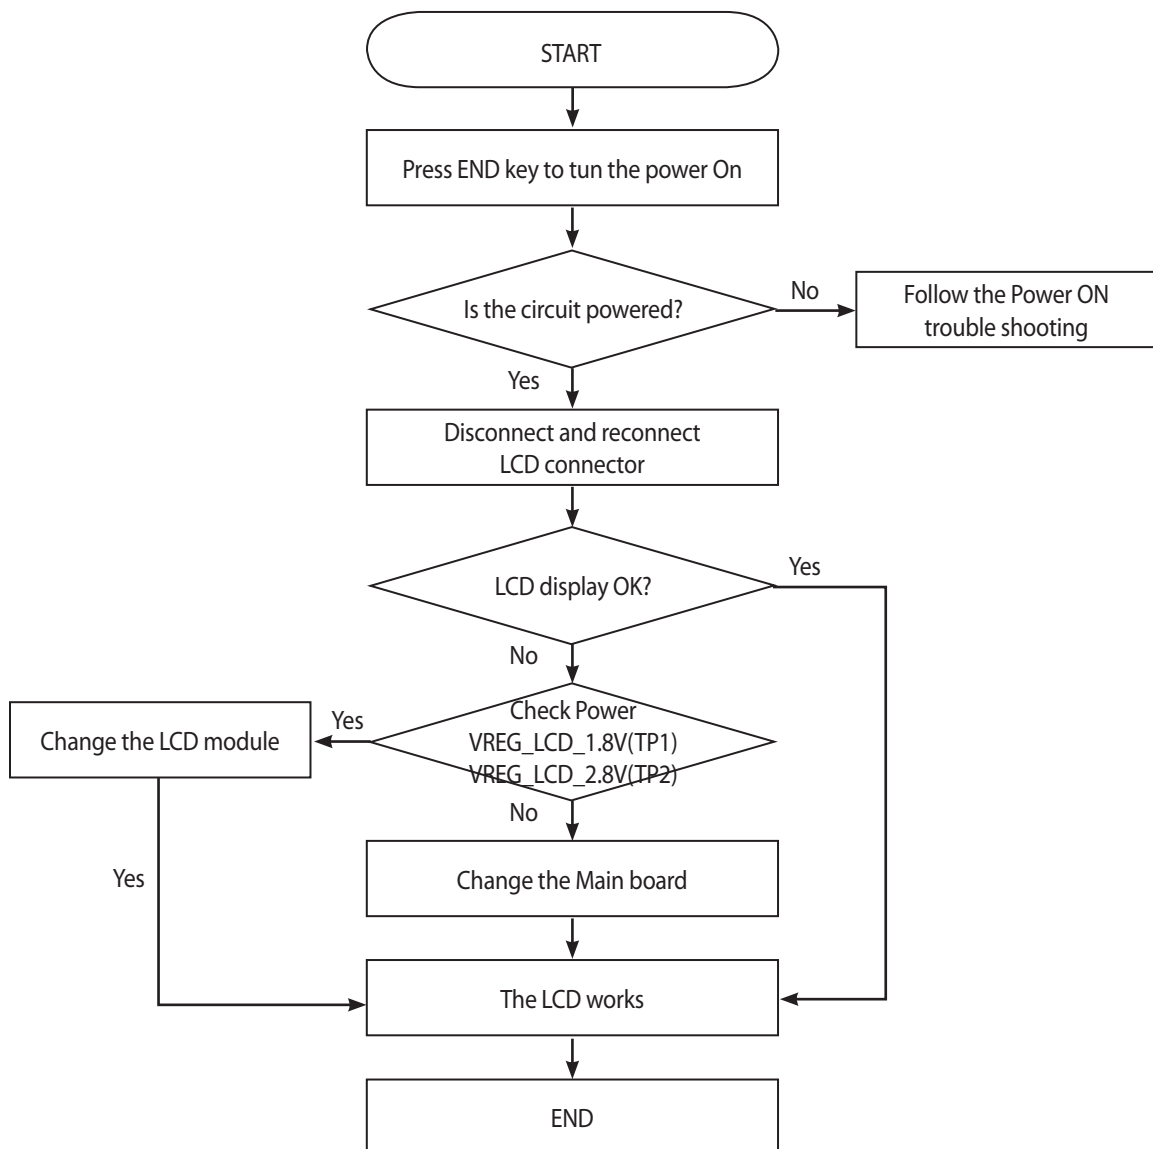 START
Press END key to tun the power On
Is the circuit powered?
No
Follow the Power ON
trouble shooting
Yes
Disconnect and reconnect
LCD connector
LCD display OK?
Yes
No
Check Power
VREG_LCD_1.8V(TP1)
VREG_LCD_2.8V(TP2)
Yes
Change the LCD module
No
Change the Main board
Yes
The LCD works
END